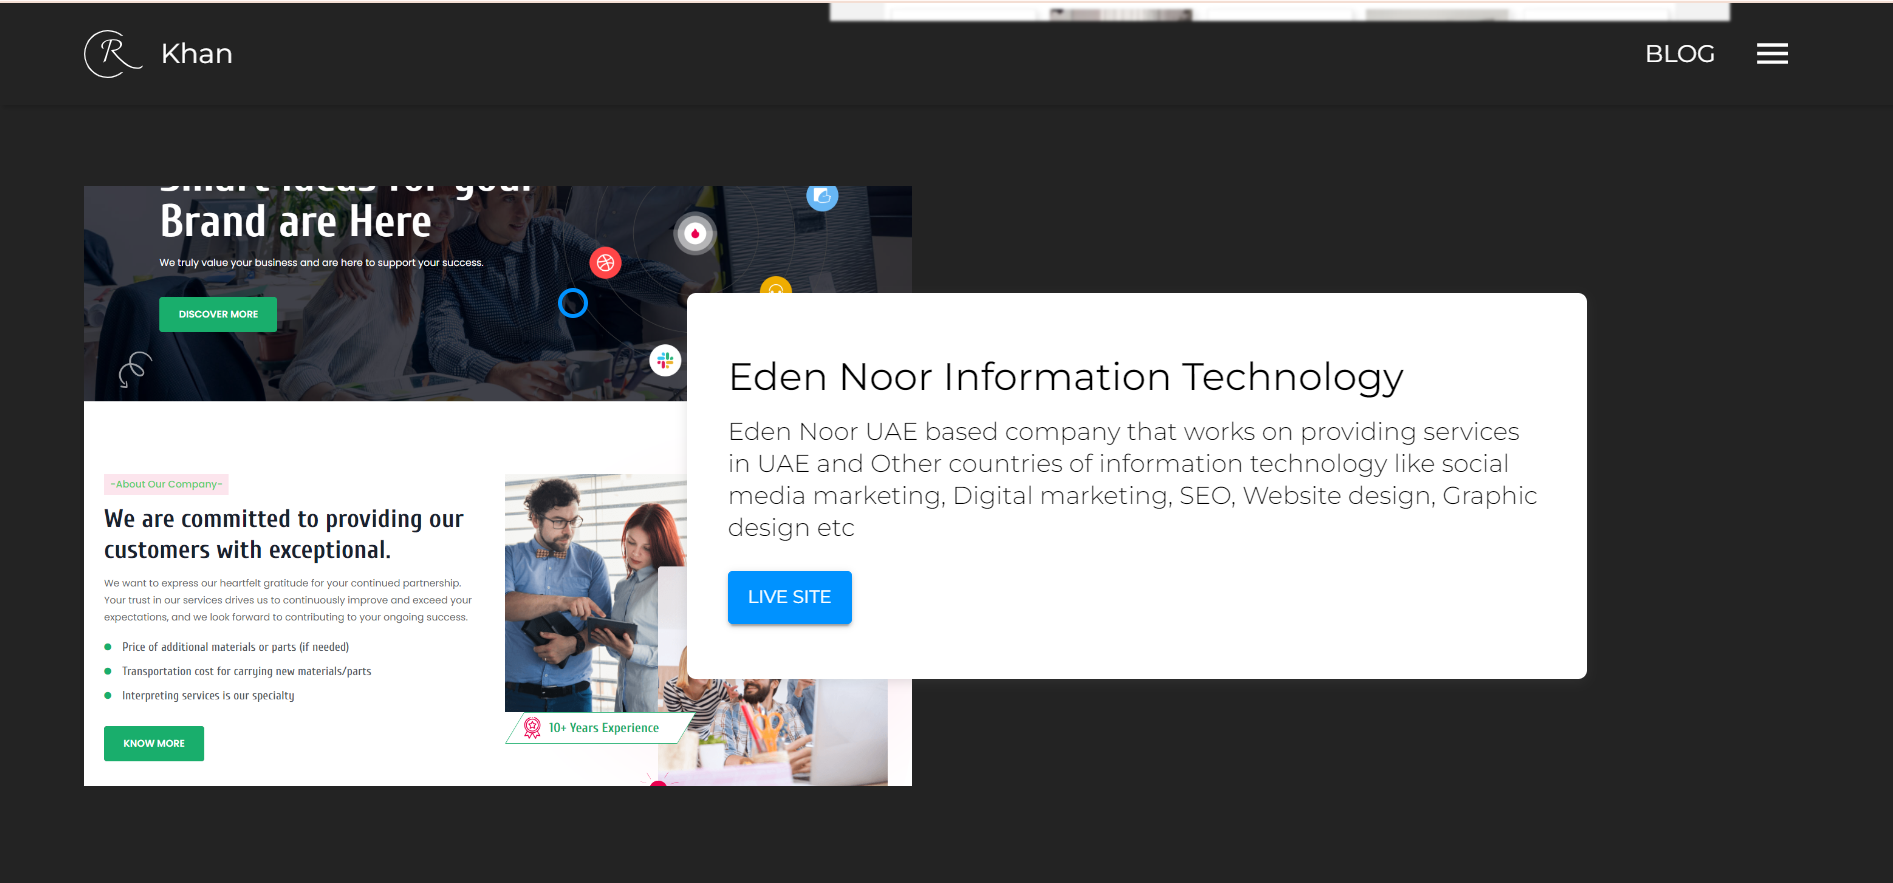 R Khan
BLOG
Smart Ideas for your
Brand are Here
We truly value your business and are here to support your success.
DISCOVER MORE
Eden Noor Information Technology
Eden Noor UAE based company that works on providing services
in UAE and Other countries of information technology like social
media marketing, Digital marketing, SEO, Website design, Graphic
design etc
LIVE SITE
~About Our Company~
We are committed to providing our
customers with exceptional.
We want to express our heartfelt gratitude for your continued partnership.
Your trust in our services drives us to continuously improve and exceed your
expectations, and we look forward to contributing to your ongoing success.
Price of additional materials or parts (if needed)
Transportation cost for carrying new materials/parts
Interpreting services is our specialty
KNOW MORE
10+ Years Experience